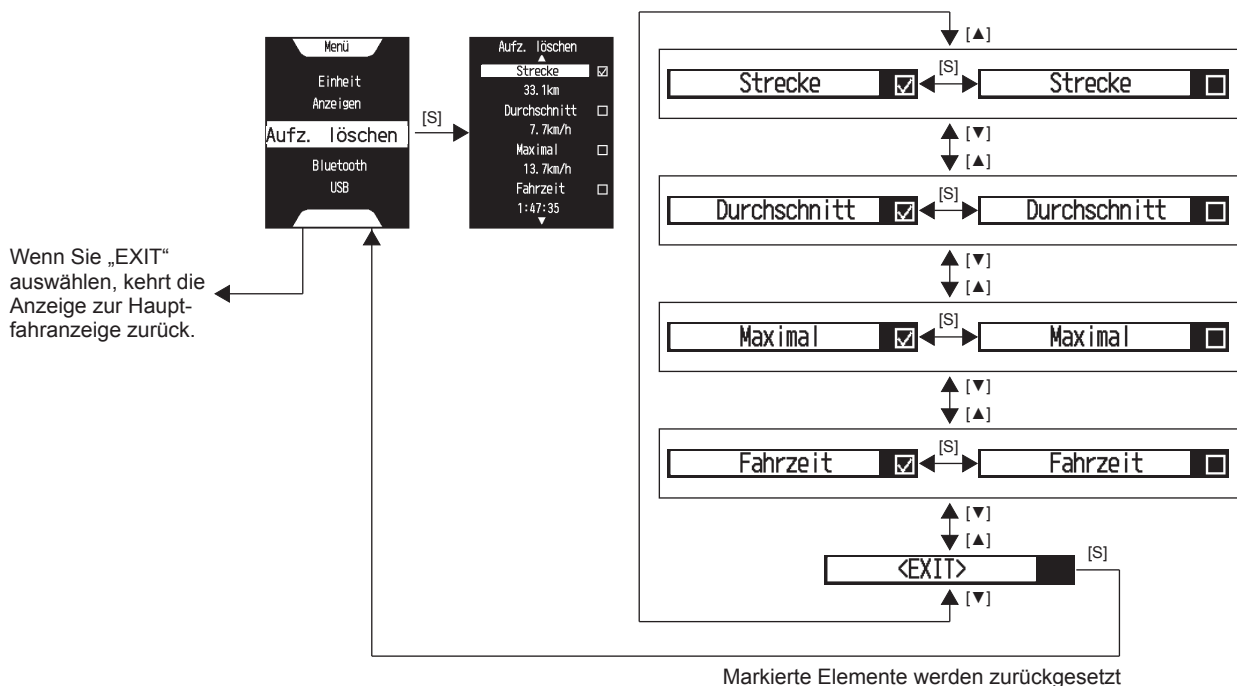 Menü
Einheit
Anzeigen
Aufz. löschen
Bluetooth
USB
[S]
Aufz. löschen
▲
Strecke ☑
33.1km
Durchschnitt ☐
7.7km/h
Maximal ☐
13.7km/h
Fahrzeit ☐
1:47:35
▼
Wenn Sie „EXIT“
auswählen, kehrt die
Anzeige zur Haupt-
fahranzeige zurück.
[▲]
Strecke ☑ [S] Strecke ☐
[▼]
[▲]
Durchschnitt ☑ [S] Durchschnitt ☐
[▼]
[▲]
Maximal ☑ [S] Maximal ☐
[▼]
[▲]
Fahrzeit ☑ [S] Fahrzeit ☐
[▼]
[▲]
<EXIT> [S]
[▼]
Markierte Elemente werden zurückgesetzt